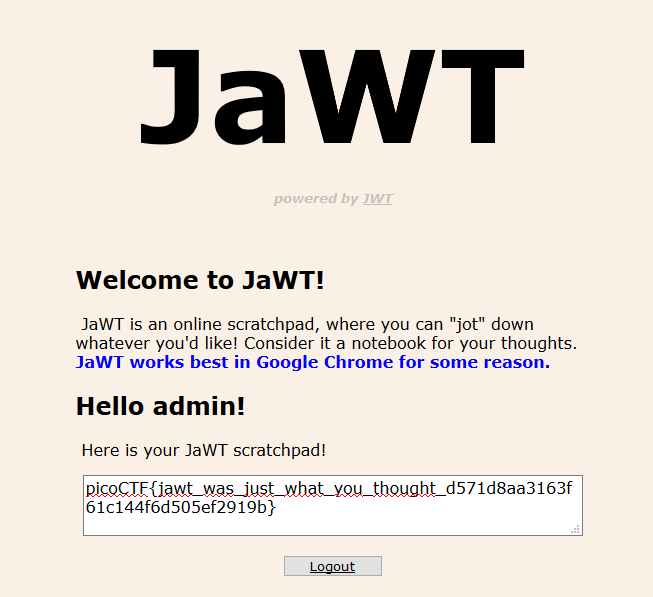 JaWT
powered by JWT
Welcome to JaWT!
JaWT is an online scratchpad, where you can "jot" down
whatever you'd like! Consider it a notebook for your thoughts.
JaWT works best in Google Chrome for some reason.
Hello admin!
Here is your JaWT scratchpad!
picoCTF{jawt_was_just_what_you_thought_d571d8aa3163f
61c144f6d505ef2919b}
Logout